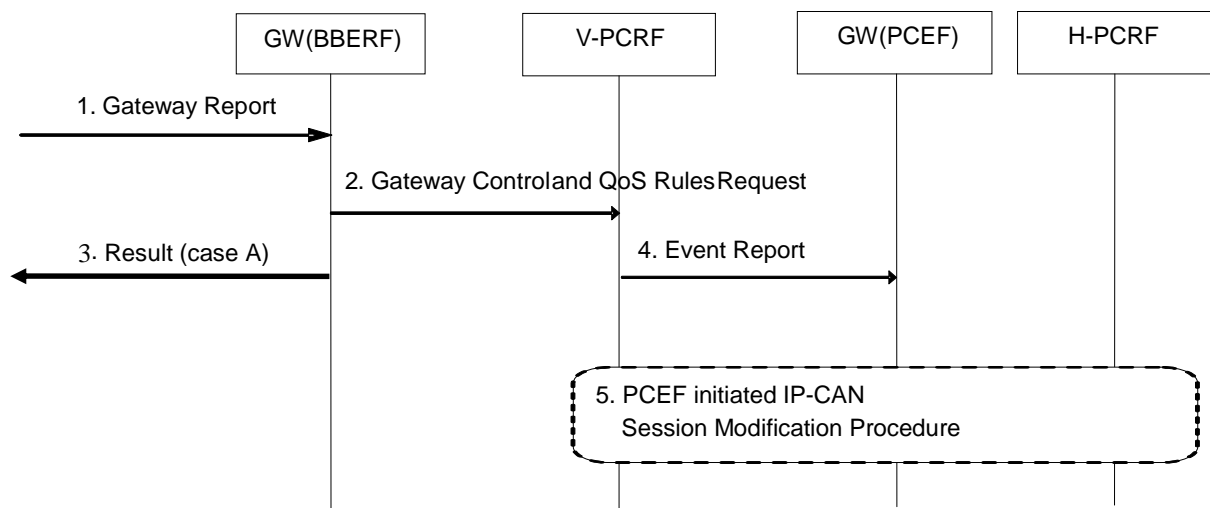 GW(BBERF)
V-PCRF
GW(PCEF)
H-PCRF
1. Gateway Report
2. Gateway Controland QoS RulesRequest
3. Result (case A)
4. Event Report
5. PCEF initiated IP-CAN
Session Modification Procedure